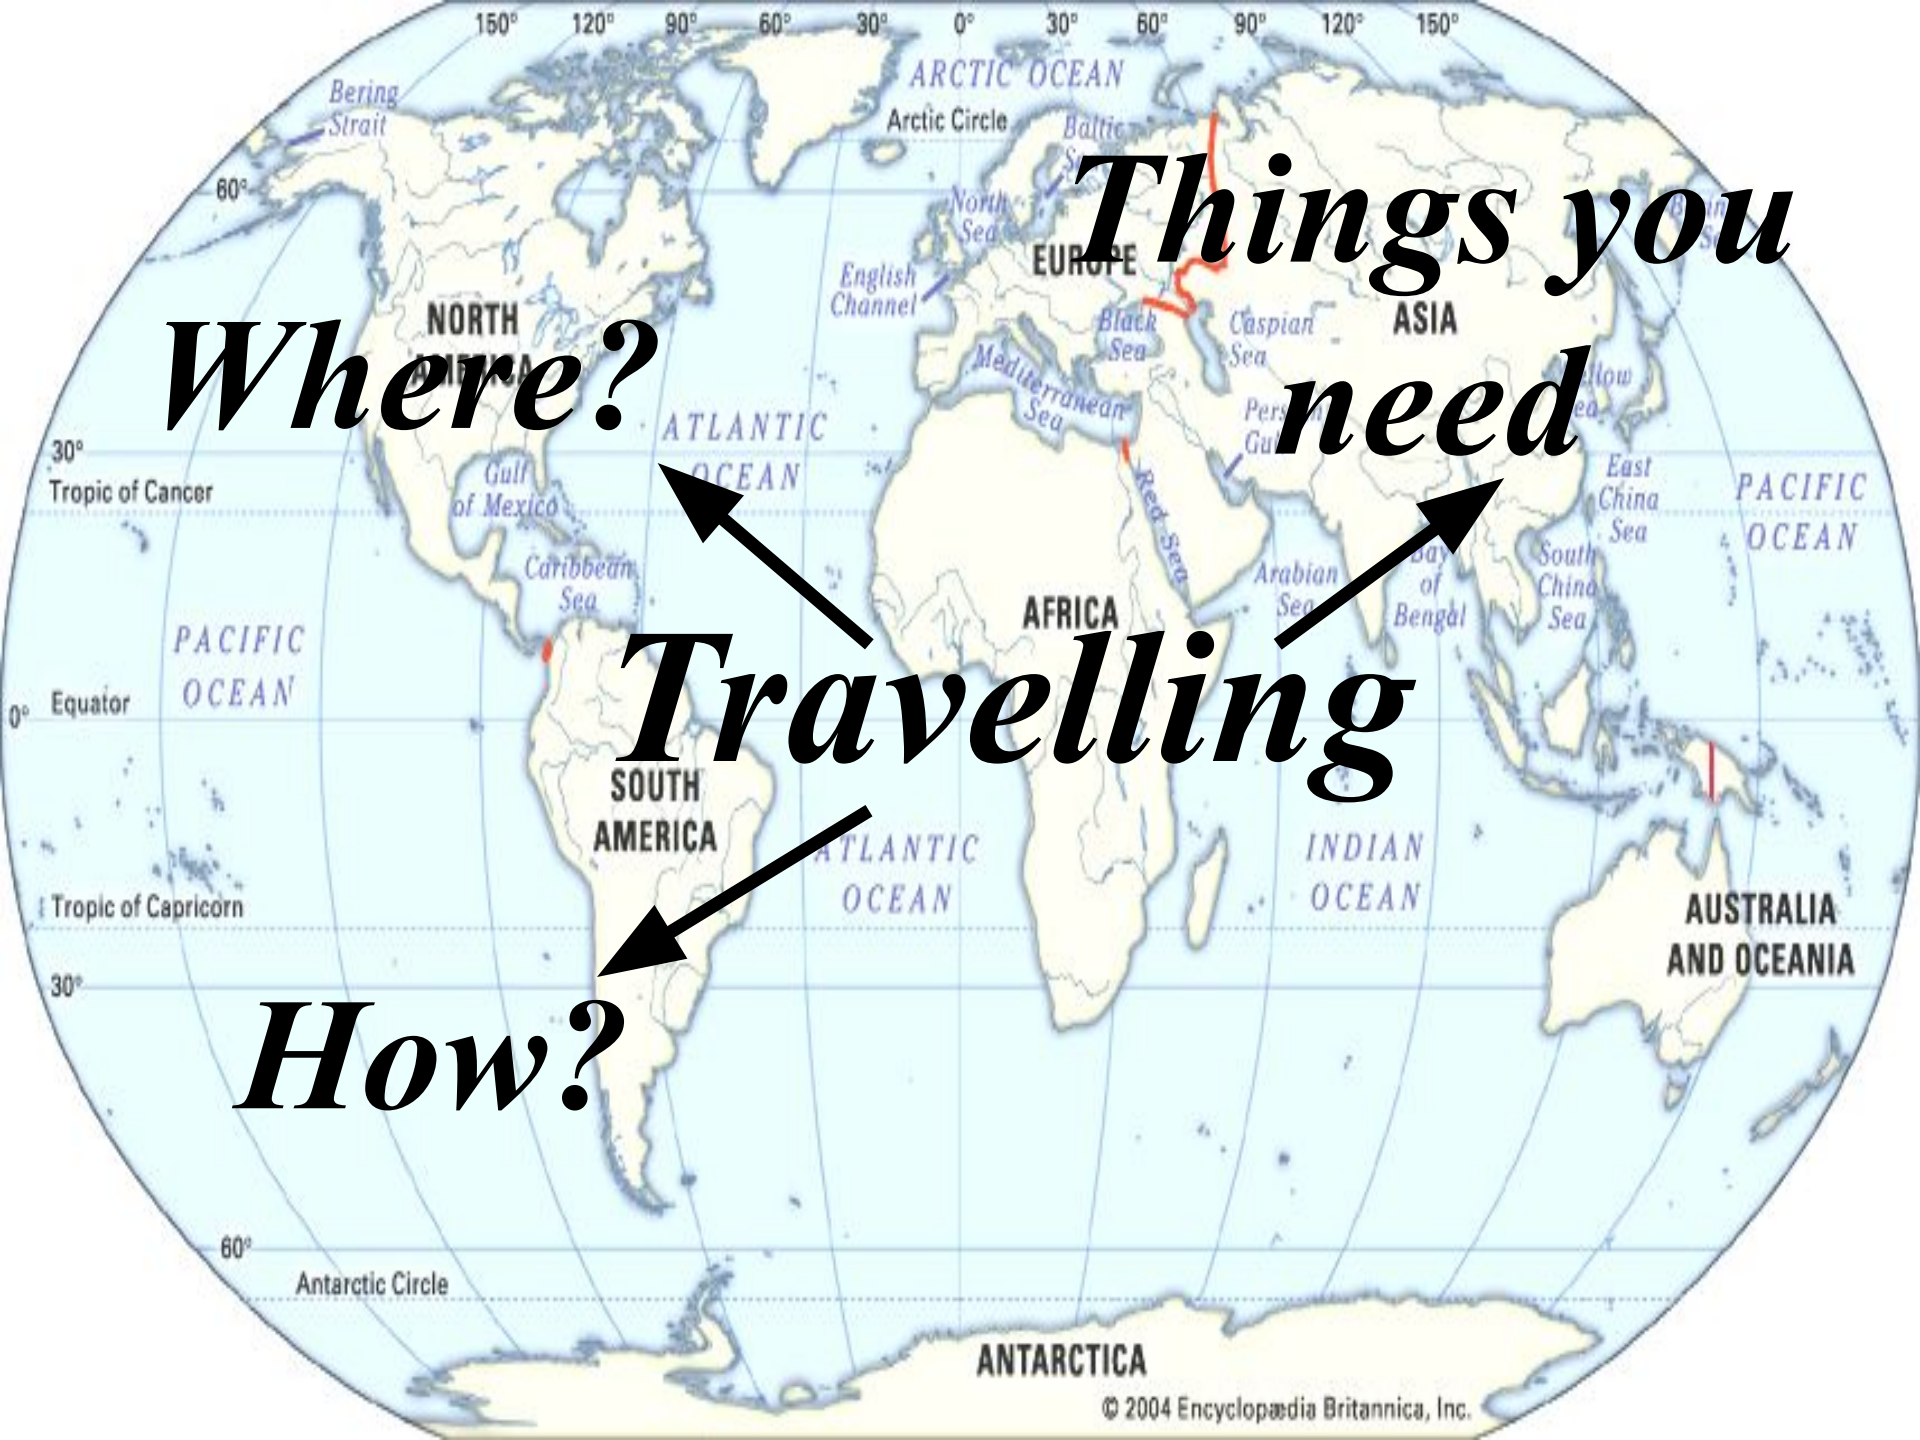 150° 120° 90° 60° 30° 0° 30° 60° 90° 120° 150°
ARCTIC OCEAN
Bering
Strait
Arctic Circle
Baltic
60°
North
Sea
Things you
EUROPE
English
Channel
NORTH
AMERICA
Where?
Black
Sea
Caspian
Sea
ASIA
need
Mediterranean
Sea
ATLANTIC
OCEAN
30°
Tropic of Cancer
Gulf
of Mexico
Red Sea
East
China
Sea
PACIFIC
OCEAN
Caribbean
Sea
Arabian
Sea
Bay
of
Bengal
South
China
Sea
AFRICA
PACIFIC
OCEAN
Travelling
0°
Equator
SOUTH
AMERICA
ATLANTIC
OCEAN
INDIAN
OCEAN
AUSTRALIA
AND OCEANIA
Tropic of Capricorn
30°
How?
60°
Antarctic Circle
ANTARCTICA
© 2004 Encyclopædia Britannica, Inc.